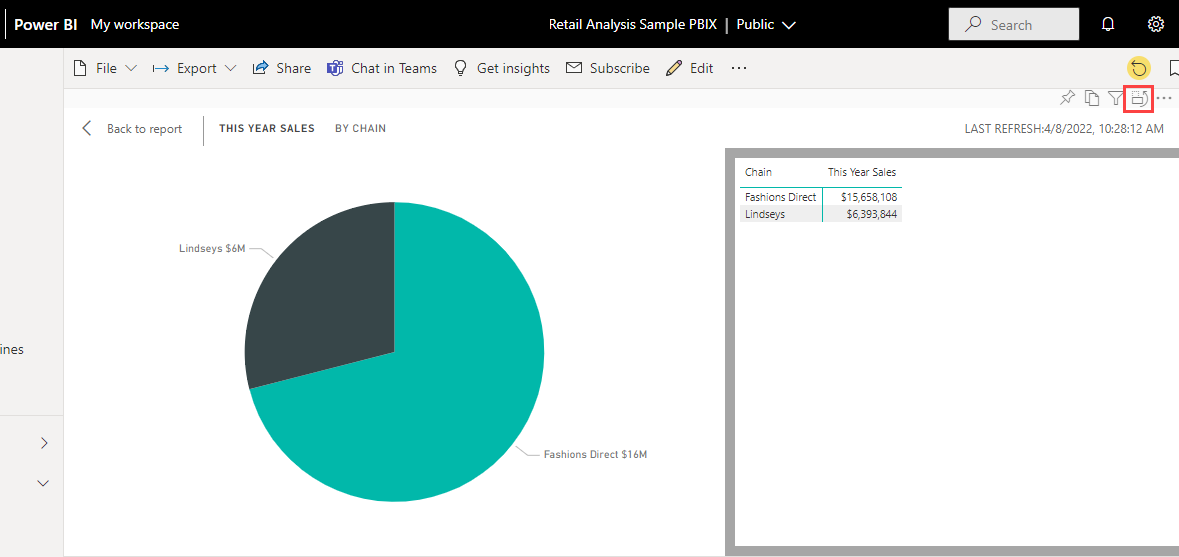 Power BI My workspace Retail Analysis Sample PBIX | Public Search
File Export Share Chat in Teams Get insights Subscribe Edit ...
Back to report THIS YEAR SALES BY CHAIN LAST REFRESH:4/8/2022, 10:28:12 AM
Chain This Year Sales
Fashions Direct $15,658,108
Lindseys $6,393,844
Lindseys $6M
ines
Fashions Direct $16M